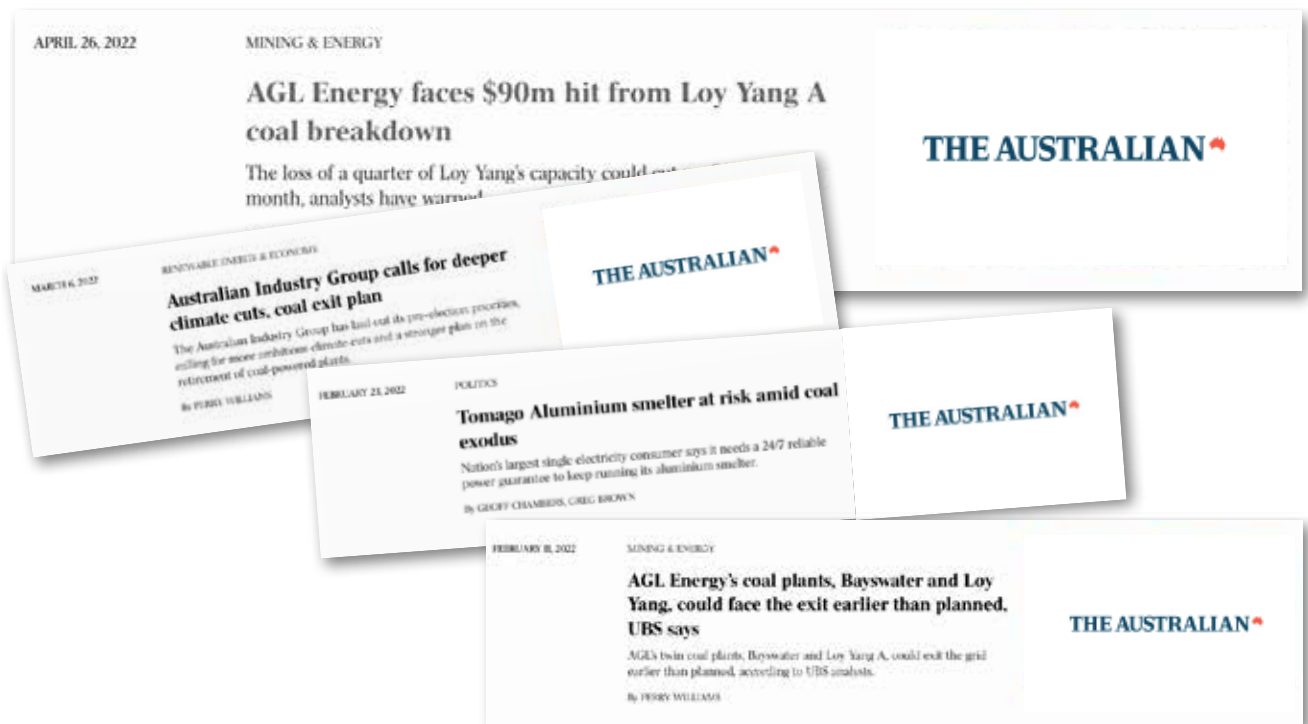 APRIL 26, 2022
MINING & ENERGY
AGL Energy faces $90m hit from Loy Yang A
coal breakdown
The loss of a quarter of Loy Yang's capacity could
month, analysts have warned
THE AUSTRALIAN
MARCH 6, 2022
RENEWABLE ENERGY & ECONOMY
Australian Industry Group calls for deeper
climate cuts, coal exit plan
The Australian Industry Group has laid out its pre-election priorities,
calling for more ambitious climate cuts and a stronger plan on the
retirement of coal-powered plants.
By PERRY WILLIAMS
THE AUSTRALIAN
FEBRUARY 23, 2022
POLITICS
Tomago Aluminium smelter at risk amid coal
exodus
Nation's largest single electricity consumer says it needs a 24/7 reliable
power guarantee to keep running its aluminium smelter.
By GEOFF CHAMBERS, GREG BROWN
THE AUSTRALIAN
FEBRUARY 11, 2022
MINING & ENERGY
AGL Energy's coal plants, Bayswater and Loy
Yang, could face the exit earlier than planned,
UBS says
AGL's twin coal plants, Bayswater and Loy Yang A, could exit the grid
earlier than planned, according to UBS analysts.
By PERRY WILLIAMS
THE AUSTRALIAN